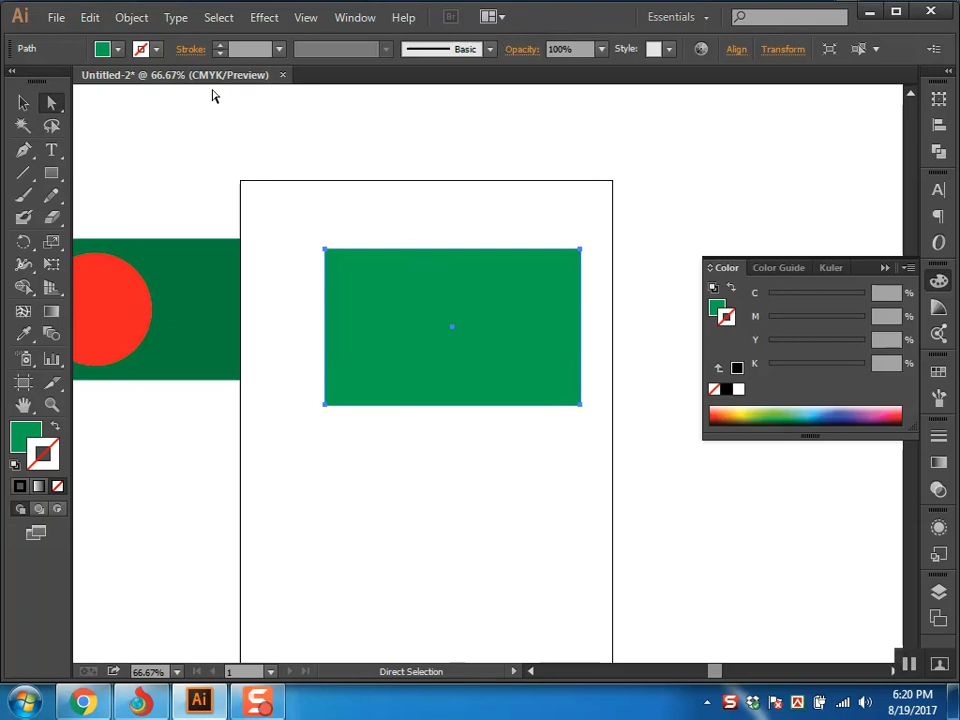 Ai File Edit Object Type Select Effect View Window Help Br Essentials
Path Stroke: Basic Opacity: 100% Style: Align Transform
Untitled-2* @ 66.67% (CMYK/Preview) ×
Color Color Guide Kuler
C %
M %
Y %
K %
66.67% 1 Direct Selection
Ai S S A
6:20 PM
8/19/2017